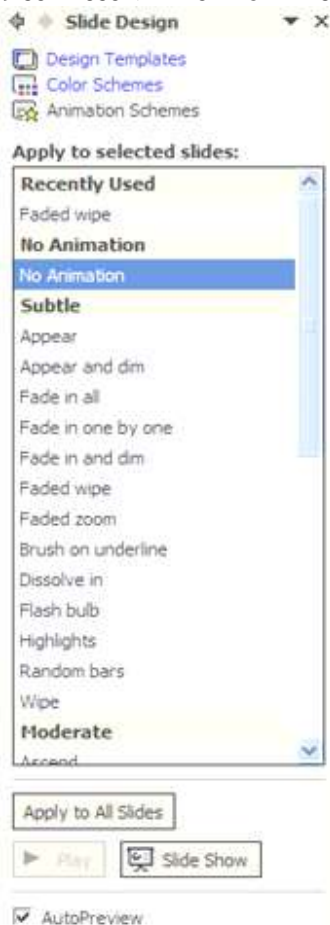 Slide Design
Design Templates
Color Schemes
Animation Schemes
Apply to selected slides:
Recently Used
Faded wipe
No Animation
No Animation
Subtle
Appear
Appear and dim
Fade in all
Fade in one by one
Fade in and dim
Faded wipe
Faded zoom
Brush on underline
Dissolve in
Flash bulb
Highlights
Random bars
Wipe
Moderate
Ascend
Apply to All Slides
Play
Slide Show
AutoPreview